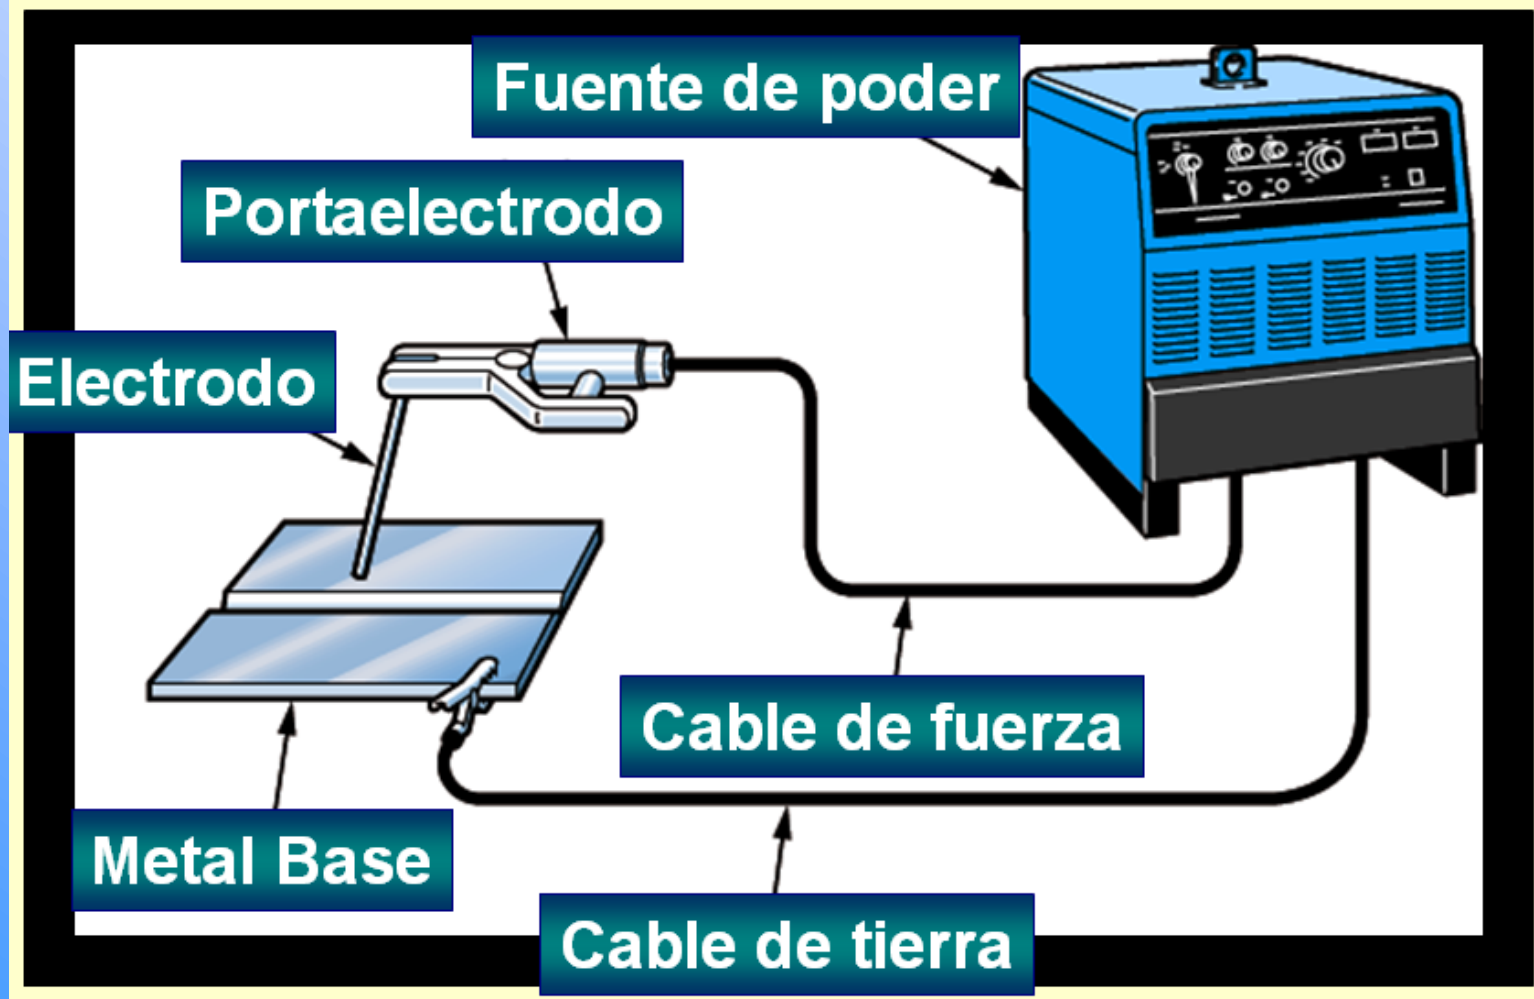 Fuente de poder
Portaelectrodo
Electrodo
Cable de fuerza
Metal Base
Cable de tierra